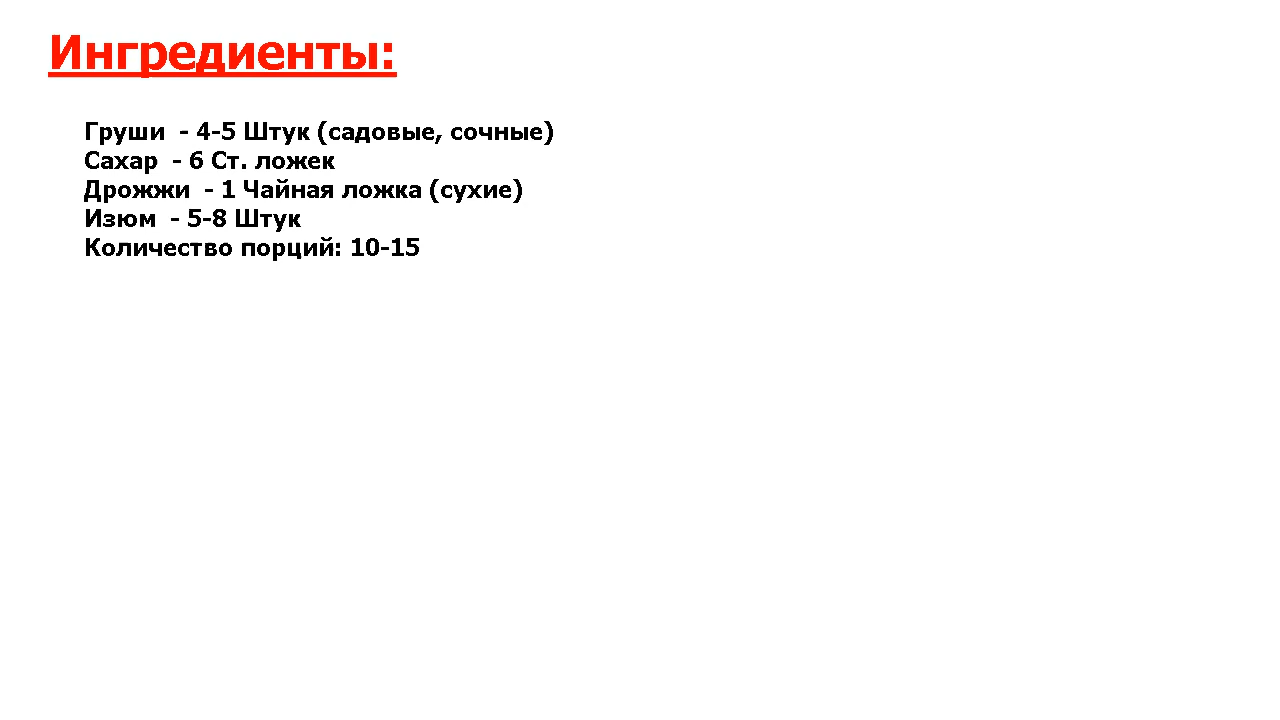 Ингредиенты:
Груши  - 4-5 Штук (садовые, сочные)
Сахар  - 6 Ст. ложек
Дрожжи  - 1 Чайная ложка (сухие)
Изюм  - 5-8 Штук
Количество порций: 10-15